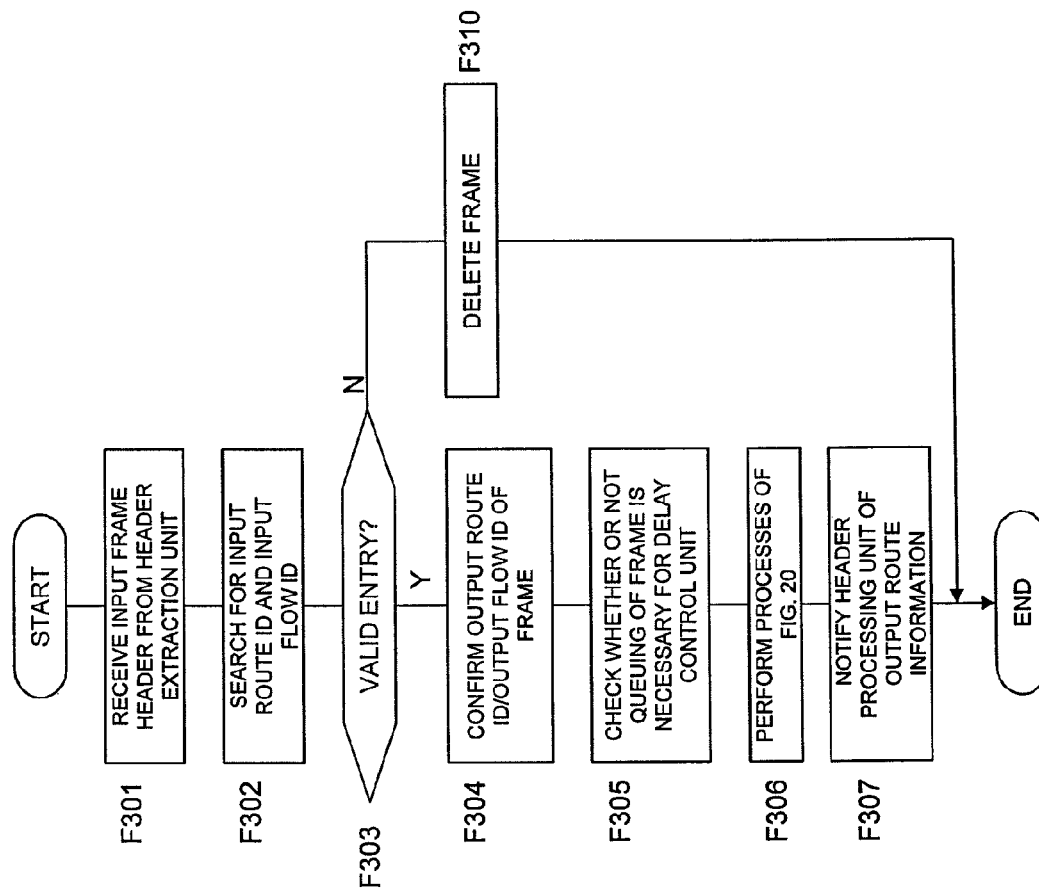 START
F301
RECEIVE INPUT FRAME
HEADER FROM HEADER
EXTRACTION UNIT
F302
SEARCH FOR INPUT
ROUTE ID AND INPUT
FLOW ID
F303
VALID ENTRY?
N
Y
F304
CONFIRM OUTPUT ROUTE
ID/OUTPUT FLOW ID OF
FRAME
F310
DELETE FRAME
F305
CHECK WHETHER OR NOT
QUEUING OF FRAME IS
NECESSARY FOR DELAY
CONTROL UNIT
F306
PERFORM PROCESSES OF
FIG. 20
F307
NOTIFY HEADER
PROCESSING UNIT OF
OUTPUT ROUTE
INFORMATION
END